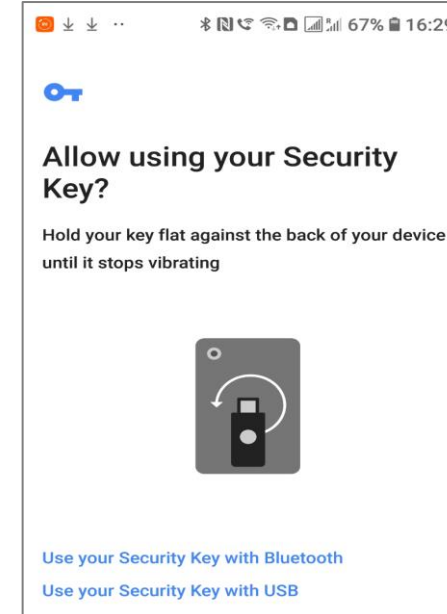 67% 16:29
Allow using your Security
Key?
Hold your key flat against the back of your device
until it stops vibrating
Use your Security Key with Bluetooth
Use your Security Key with USB